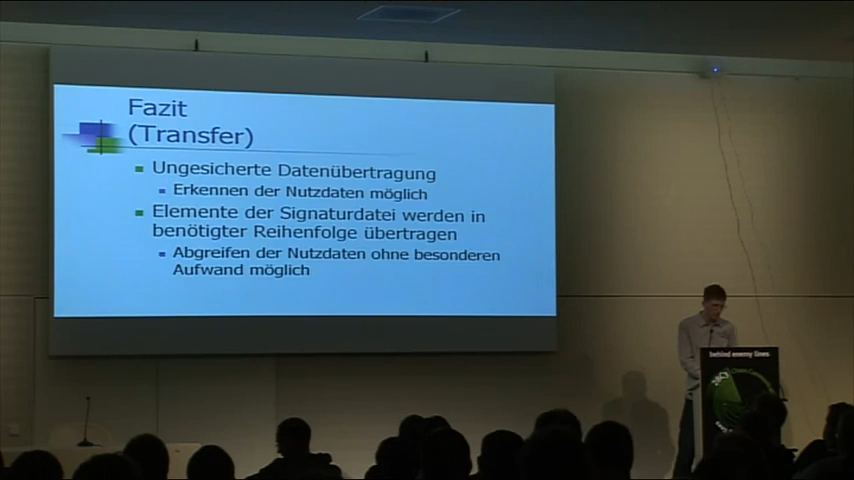 Fazit
(Transfer)
Ungesicherte Datenübertragung
Erkennen der Nutzdaten möglich
Elemente der Signaturdatei werden in
benötigter Reihenfolge übertragen
Abgreifen der Nutzdaten ohne besonderen
Aufwand möglich
behind enemy lines